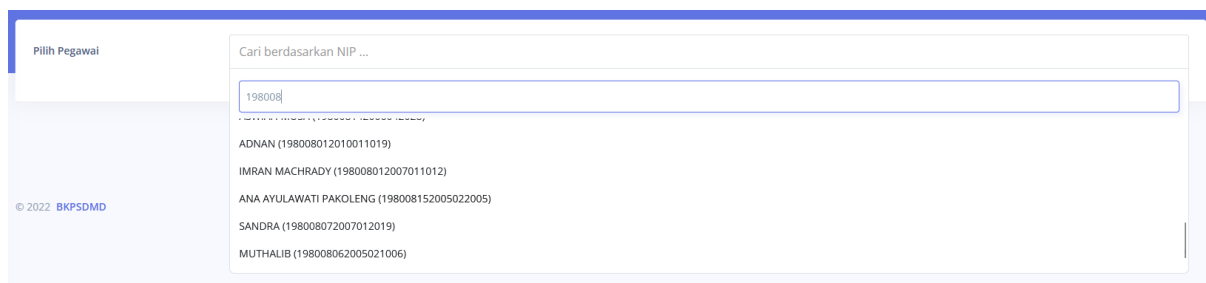 Pilih Pegawai
Cari berdasarkan NIP ...
198008
ADNAN (198008012010011019)
IMRAN MACHRADY (198008012007011012)
ANA AYULAWATI PAKOLENG (198008152005022005)
SANDRA (198008072007012019)
MUTHALIB (198008062005021006)
© 2022 BKPSDMD